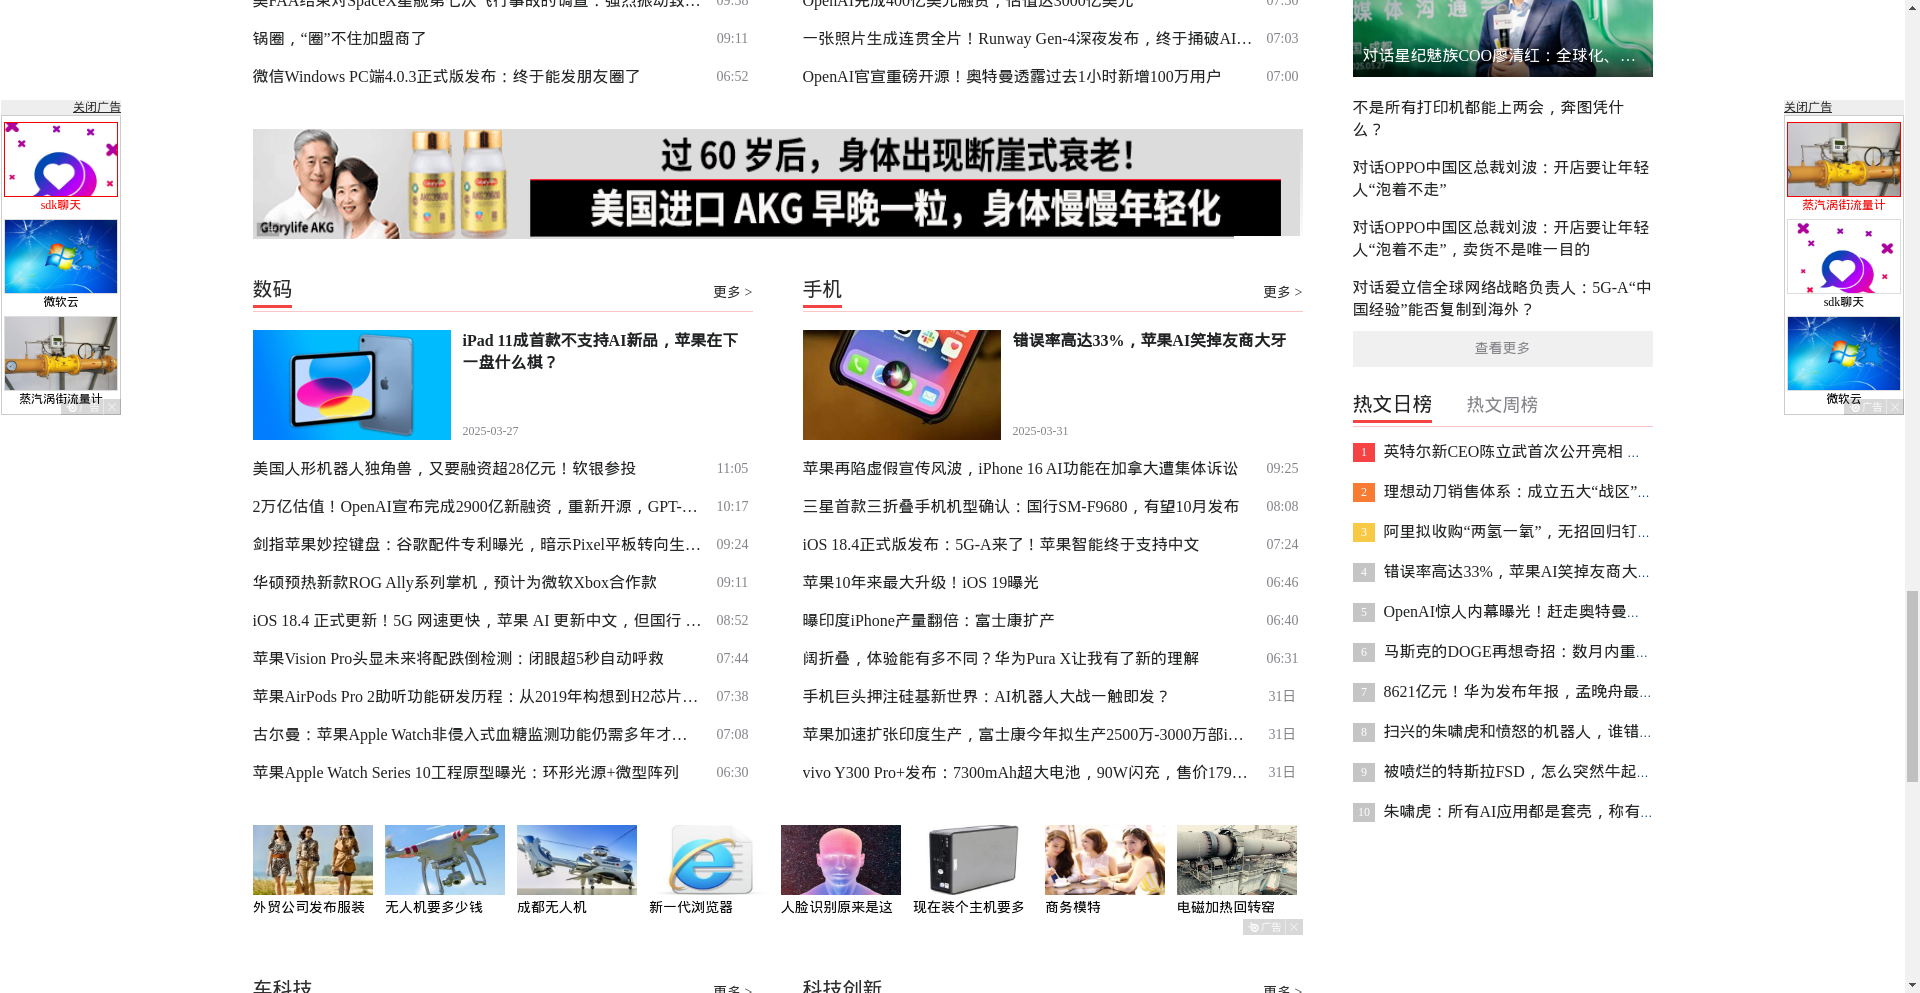 美FAA结束对SpaceX星舰第七次飞行事故的调查：强烈振动致… 09:38
锅圈，“圈”不住加盟商了 09:11
微信Windows PC端4.0.3正式版发布：终于能发朋友圈了 06:52
OpenAI完成400亿美元融资，估值达3000亿美元 07:30
一张照片生成连贯全片！Runway Gen-4深夜发布，终于捅破AI… 07:03
OpenAI官宣重磅开源！奥特曼透露过去1小时新增100万用户 07:00
媒体沟通会
对话星纪魅族COO廖清红：全球化、…
不是所有打印机都能上两会，奔图凭什
么？
对话OPPO中国区总裁刘波：开店要让年轻
人“泡着不走”
对话OPPO中国区总裁刘波：开店要让年轻
人“泡着不走”，卖货不是唯一目的
对话爱立信全球网络战略负责人：5G-A“中
国经验”能否复制到海外？
查看更多
关闭广告
sdk聊天
微软云
蒸汽涡街流量计
广告
关闭广告
蒸汽涡街流量计
sdk聊天
微软云
广告
过 60 岁后，身体出现断崖式衰老！
美国进口 AKG 早晚一粒，身体慢慢年轻化
Glorylife AKG
数码
更多 >
iPad 11成首款不支持AI新品，苹果在下
一盘什么棋？
2025-03-27
美国人形机器人独角兽，又要融资超28亿元！软银参投 11:05
2万亿估值！OpenAI宣布完成2900亿新融资，重新开源，GPT-… 10:17
剑指苹果妙控键盘：谷歌配件专利曝光，暗示Pixel平板转向生… 09:24
华硕预热新款ROG Ally系列掌机，预计为微软Xbox合作款 09:11
iOS 18.4 正式更新！5G 网速更快，苹果 AI 更新中文，但国行 … 08:52
苹果Vision Pro头显未来将配跌倒检测：闭眼超5秒自动呼救 07:44
苹果AirPods Pro 2助听功能研发历程：从2019年构想到H2芯片… 07:38
古尔曼：苹果Apple Watch非侵入式血糖监测功能仍需多年才… 07:08
苹果Apple Watch Series 10工程原型曝光：环形光源+微型阵列 06:30
手机
更多 >
错误率高达33%，苹果AI笑掉友商大牙
2025-03-31
苹果再陷虚假宣传风波，iPhone 16 AI功能在加拿大遭集体诉讼 09:25
三星首款三折叠手机机型确认：国行SM-F9680，有望10月发布 08:08
iOS 18.4正式版发布：5G-A来了！苹果智能终于支持中文 07:24
苹果10年来最大升级！iOS 19曝光 06:46
曝印度iPhone产量翻倍：富士康扩产 06:40
阔折叠，体验能有多不同？华为Pura X让我有了新的理解 06:31
手机巨头押注硅基新世界：AI机器人大战一触即发？ 31日
苹果加速扩张印度生产，富士康今年拟生产2500万-3000万部i… 31日
vivo Y300 Pro+发布：7300mAh超大电池，90W闪充，售价179… 31日
热文日榜 热文周榜
1 英特尔新CEO陈立武首次公开亮相 ...
2 理想动刀销售体系：成立五大“战区”...
3 阿里拟收购“两氢一氧”，无招回归钉...
4 错误率高达33%，苹果AI笑掉友商大...
5 OpenAI惊人内幕曝光！赶走奥特曼...
6 马斯克的DOGE再想奇招：数月内重...
7 8621亿元！华为发布年报，孟晚舟最...
8 扫兴的朱啸虎和愤怒的机器人，谁错...
9 被喷烂的特斯拉FSD，怎么突然牛起...
10 朱啸虎：所有AI应用都是套壳，称有...
外贸公司发布服装
无人机要多少钱
成都无人机
新一代浏览器
人脸识别原来是这
现在装个主机要多
商务模特
电磁加热回转窑
广告
车科技
更多 >
科技创新
更多 >